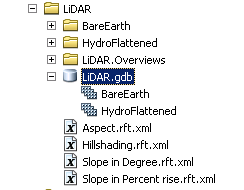 LiDAR
BareEarth
HydroFlattened
LiDAR.Overviews
LiDAR.gdb
BareEarth
HydroFlattened
Aspect.rft.xml
Hillshading.rft.xml
Slope in Degree.rft.xml
Slope in Percent rise.rft.xml